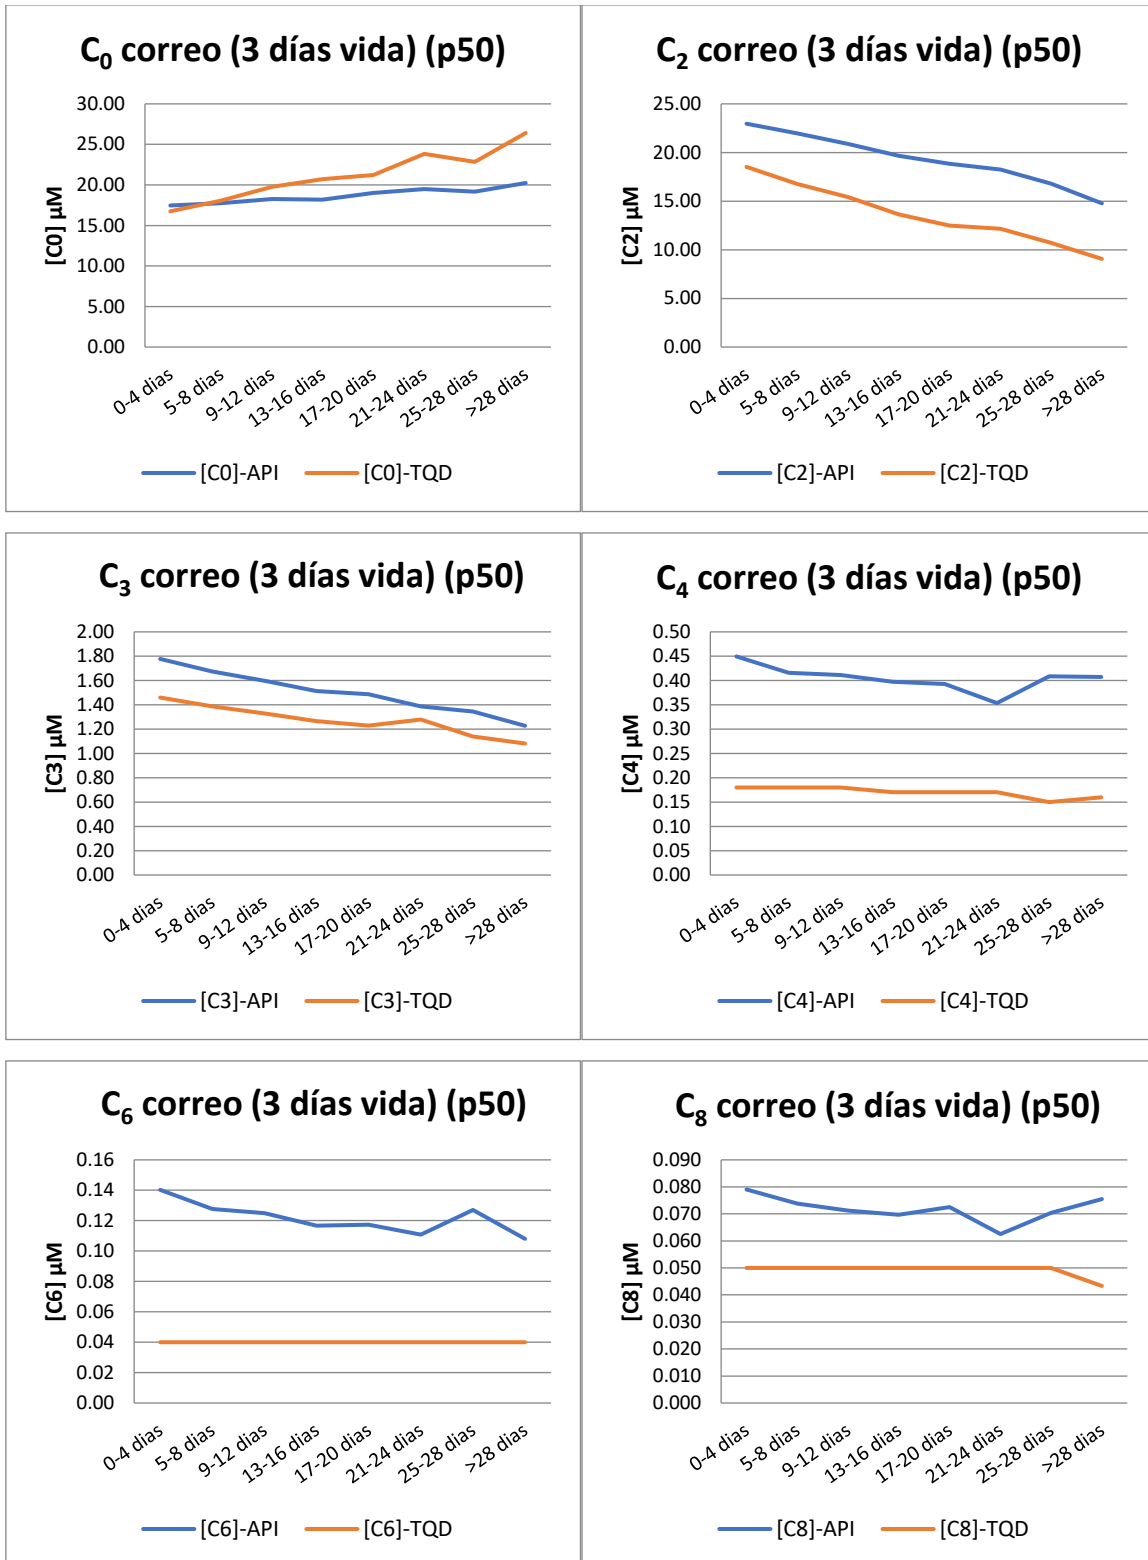 C₀ correo (3 días vida) (p50)
30.00
25.00
20.00
15.00
10.00
5.00
0.00
[C0] µM
0-4 dias
5-8 dias
9-12 dias
13-16 dias
17-20 dias
21-24 dias
25-28 dias
>28 dias
[C0]-API [C0]-TQD
C₂ correo (3 días vida) (p50)
25.00
20.00
15.00
10.00
5.00
0.00
[C2] µM
0-4 dias
5-8 dias
9-12 dias
13-16 dias
17-20 dias
21-24 dias
25-28 dias
>28 dias
[C2]-API [C2]-TQD
C₃ correo (3 días vida) (p50)
2.00
1.80
1.60
1.40
1.20
1.00
0.80
0.60
0.40
0.20
0.00
[C3] µM
0-4 dias
5-8 dias
9-12 dias
13-16 dias
17-20 dias
21-24 dias
25-28 dias
>28 dias
[C3]-API [C3]-TQD
C₄ correo (3 días vida) (p50)
0.50
0.45
0.40
0.35
0.30
0.25
0.20
0.15
0.10
0.05
0.00
[C4] µM
0-4 dias
5-8 dias
9-12 dias
13-16 dias
17-20 dias
21-24 dias
25-28 dias
>28 dias
[C4]-API [C4]-TQD
C₆ correo (3 días vida) (p50)
0.16
0.14
0.12
0.10
0.08
0.06
0.04
0.02
0.00
[C6] µM
0-4 dias
5-8 dias
9-12 dias
13-16 dias
17-20 dias
21-24 dias
25-28 dias
>28 dias
[C6]-API [C6]-TQD
C₈ correo (3 días vida) (p50)
0.090
0.080
0.070
0.060
0.050
0.040
0.030
0.020
0.010
0.000
[C8] µM
0-4 dias
5-8 dias
9-12 dias
13-16 dias
17-20 dias
21-24 dias
25-28 dias
>28 dias
[C8]-API [C8]-TQD